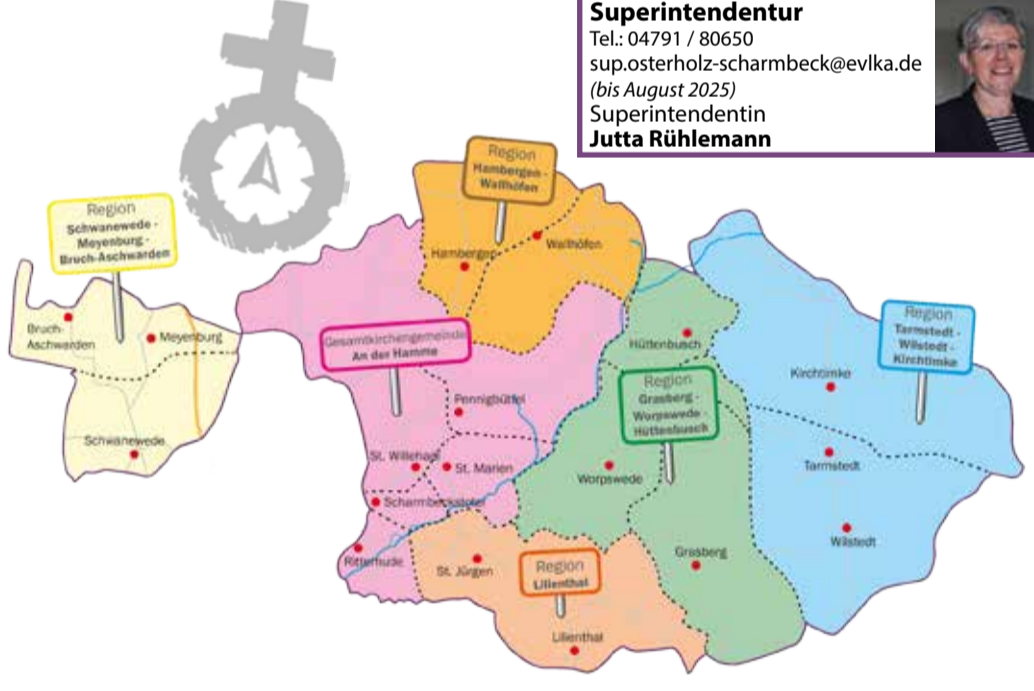 Superintendentur
Tel.: 04791 / 80650
sup.osterholz-scharmbeck@evlka.de
(bis August 2025)
Superintendentin
Jutta Rühlemann
Region
Hambergen -
Wallhöfen
Region
Schwanewede -
Meyenburg -
Bruch-Aschwarden
Hambergen
Wallhöfen
Region
Tarmstedt -
Wilstedt -
Kirchtimke
Bruch-
Aschwarden
Meyenburg
Gesamtkirchengemeinde
An der Hamme
Hüttenbusch
Region
Grasberg -
Worpswede -
Hüttenbusch
Kirchtimke
Pennigbüttel
Schwanewede
St. Willehadi
St. Marien
Worpswede
Tarmstedt
Scharmbeckstotel
Wilstedt
Ritterhude
St. Jürgen
Region
Lilienthal
Grasberg
Lilienthal